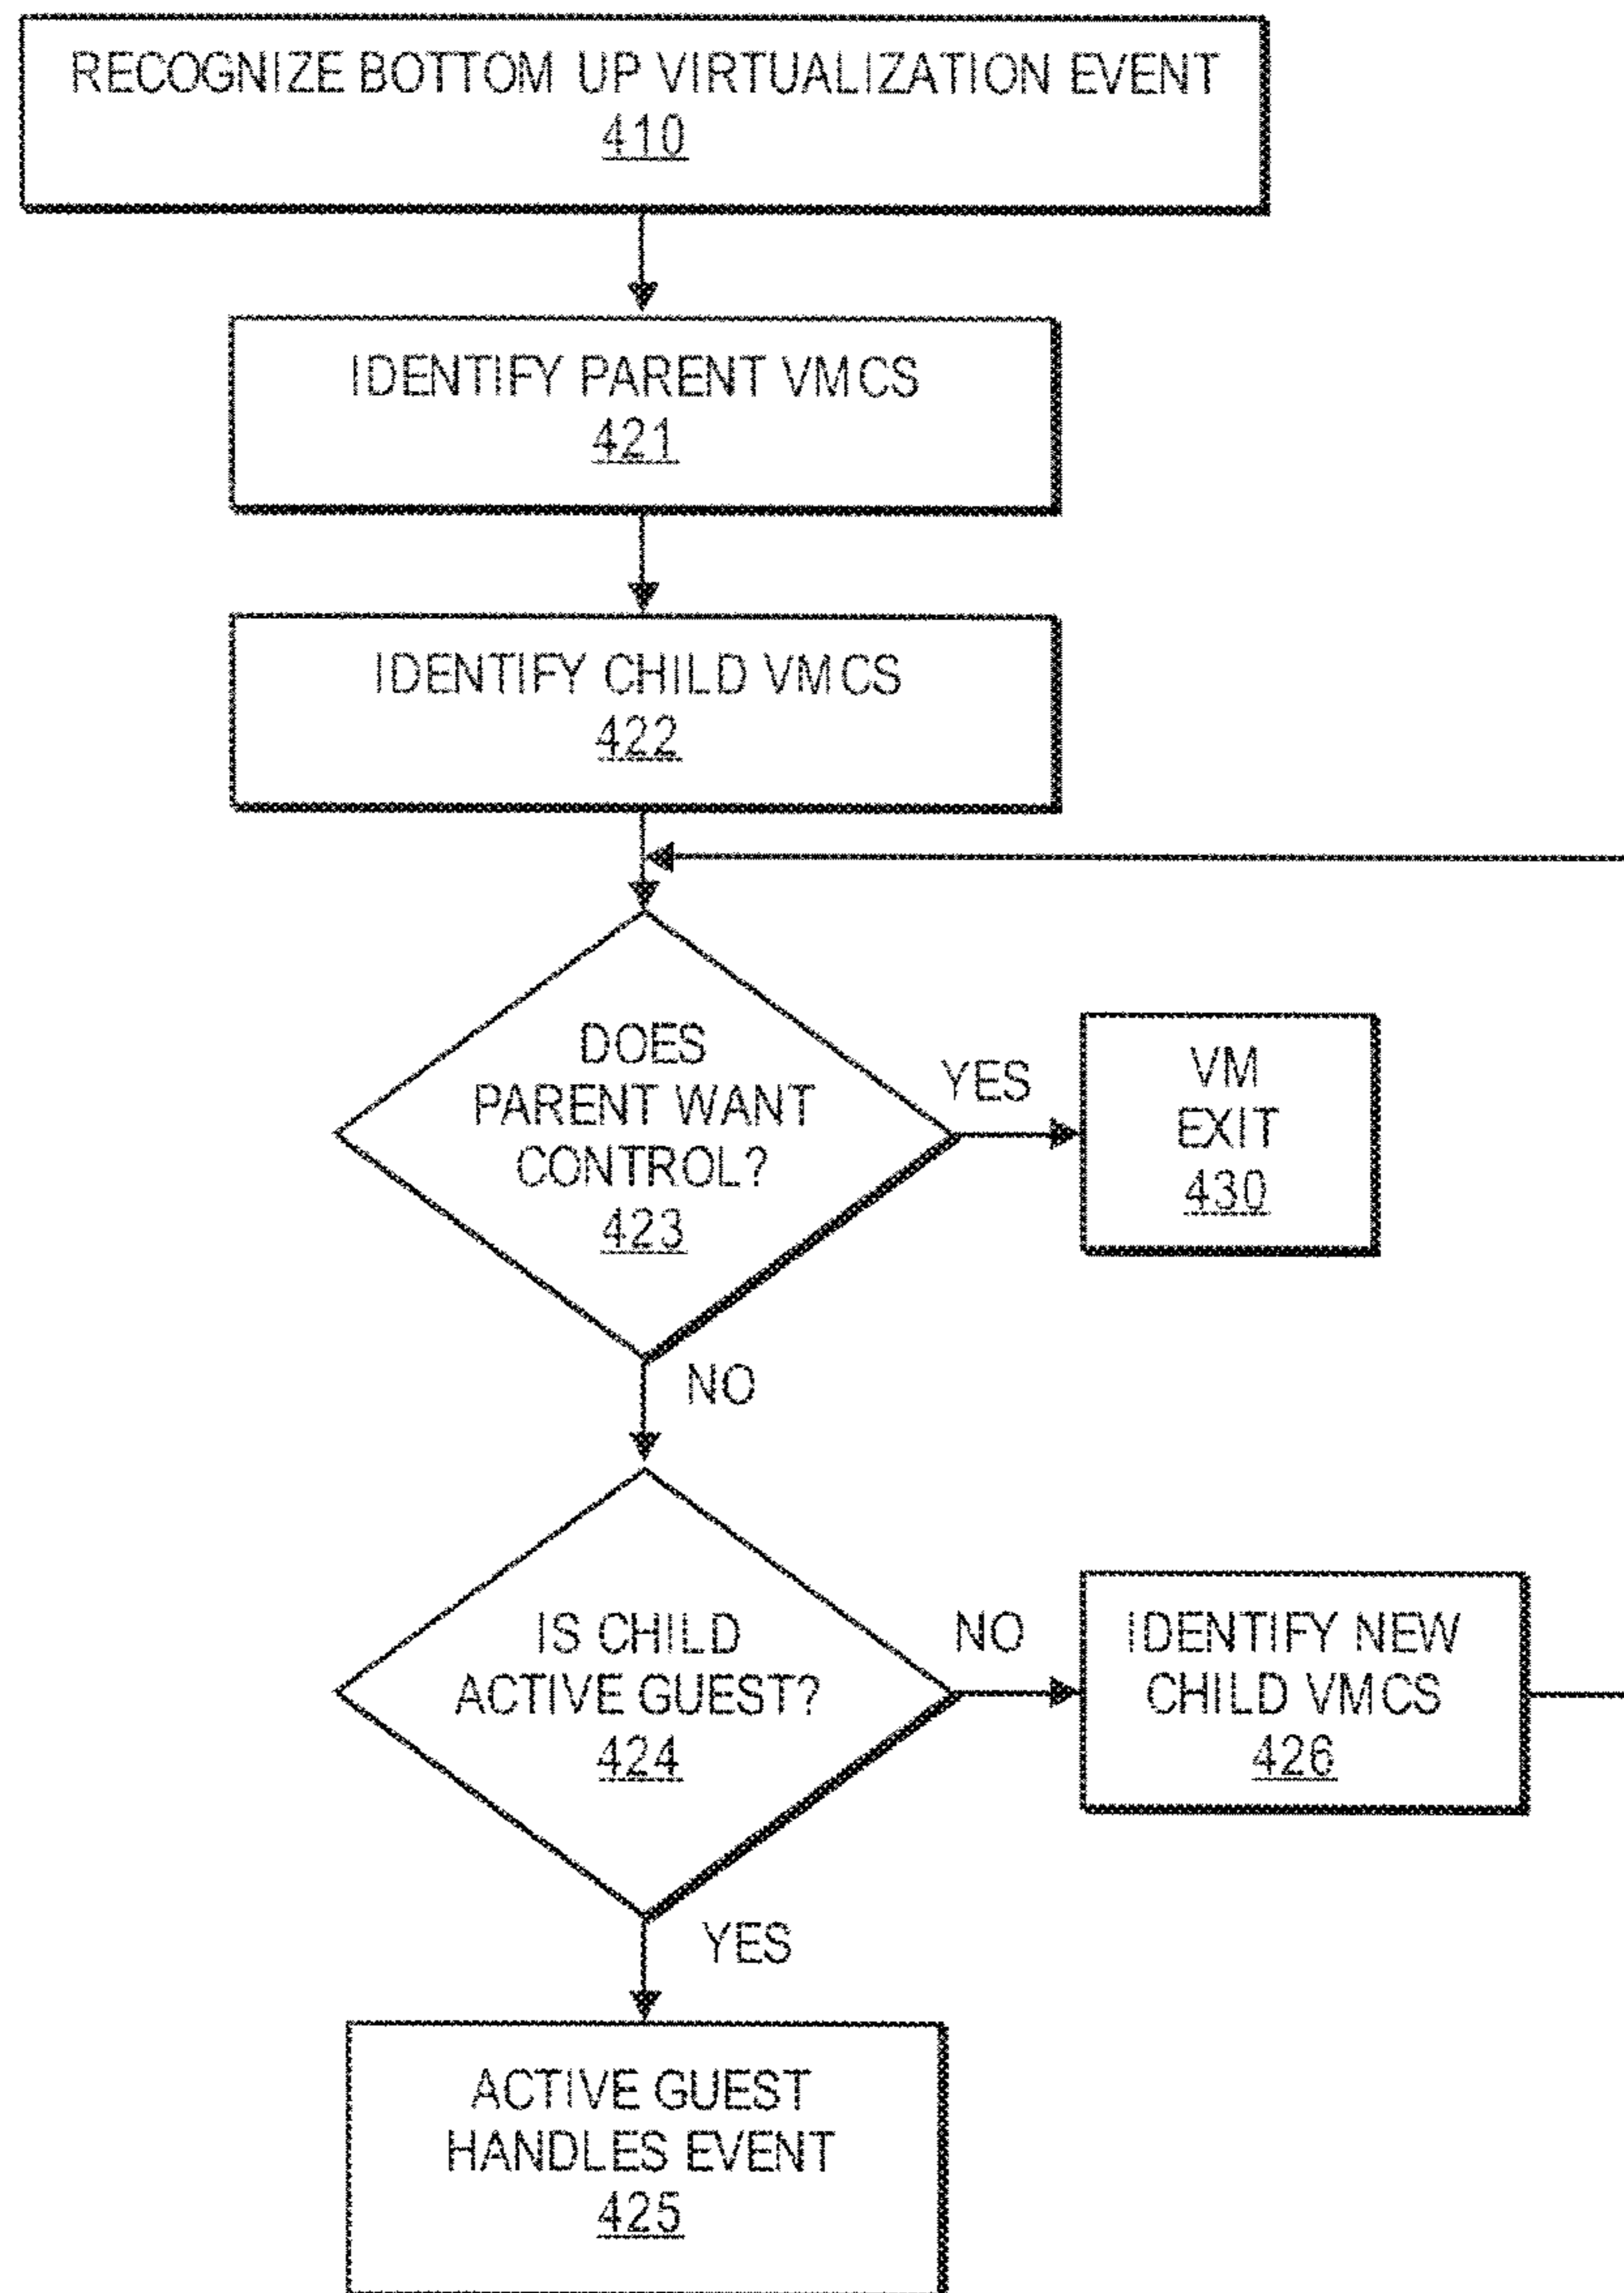 RECOGNIZE BOTTOM UP VIRTUALIZATION EVENT
410
IDENTIFY PARENT VMCS
421
IDENTIFY CHILD VMCS
422
DOES
PARENT WANT
CONTROL?
423
YES
VM
EXIT
430
NO
IS CHILD
ACTIVE GUEST?
424
NO
IDENTIFY NEW
CHILD VMCS
426
YES
ACTIVE GUEST
HANDLES EVENT
425